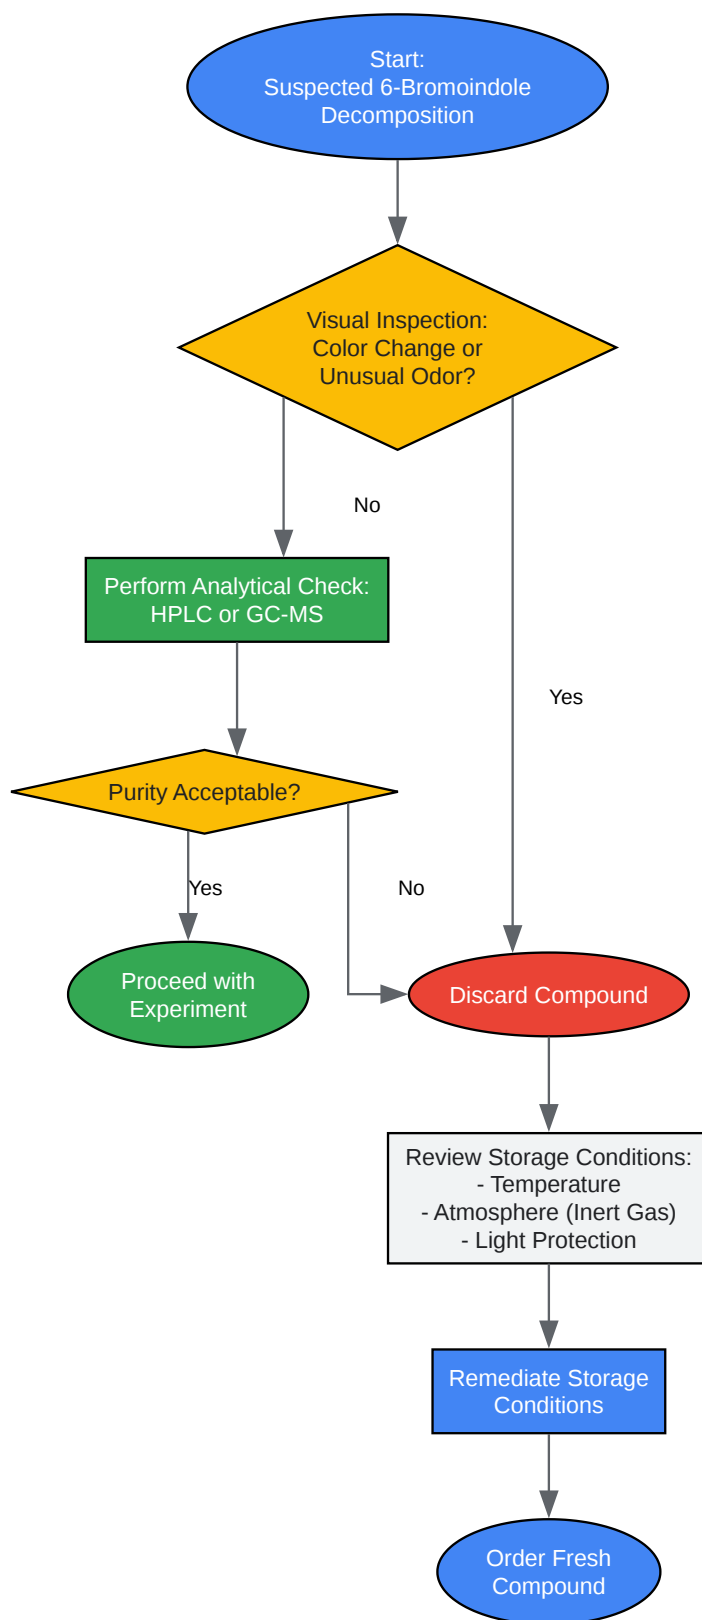 Start:
Suspected 6-Bromoindole
Decomposition
Visual Inspection:
Color Change or
Unusual Odor?
No
Perform Analytical Check:
HPLC or GC-MS
Yes
Purity Acceptable?
Yes
No
Proceed with
Experiment
Discard Compound
Review Storage Conditions:
- Temperature
- Atmosphere (Inert Gas)
- Light Protection
Remediate Storage
Conditions
Order Fresh
Compound